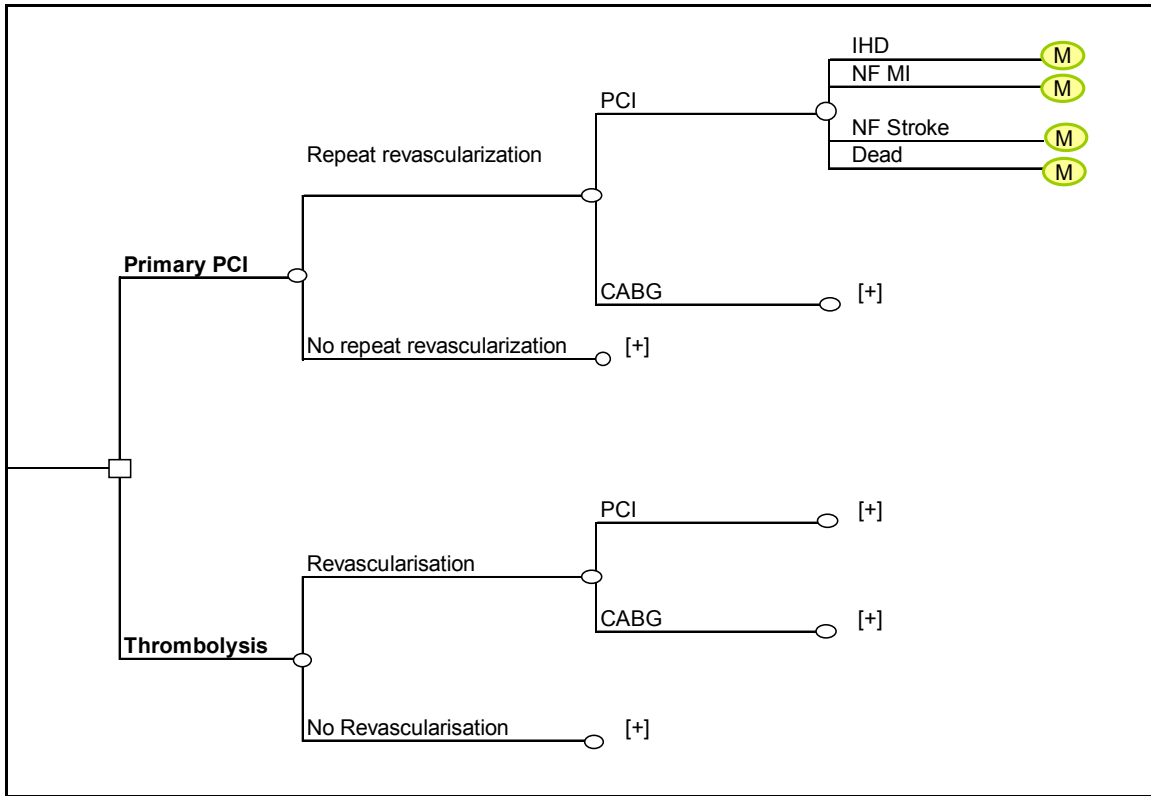 IHD
M
NF MI
M
PCI
NF Stroke
M
Dead
M
Repeat revascularization
Primary PCI
CABG
[+]
No repeat revascularization
[+]
PCI
[+]
Revascularisation
CABG
[+]
Thrombolysis
No Revascularisation
[+]